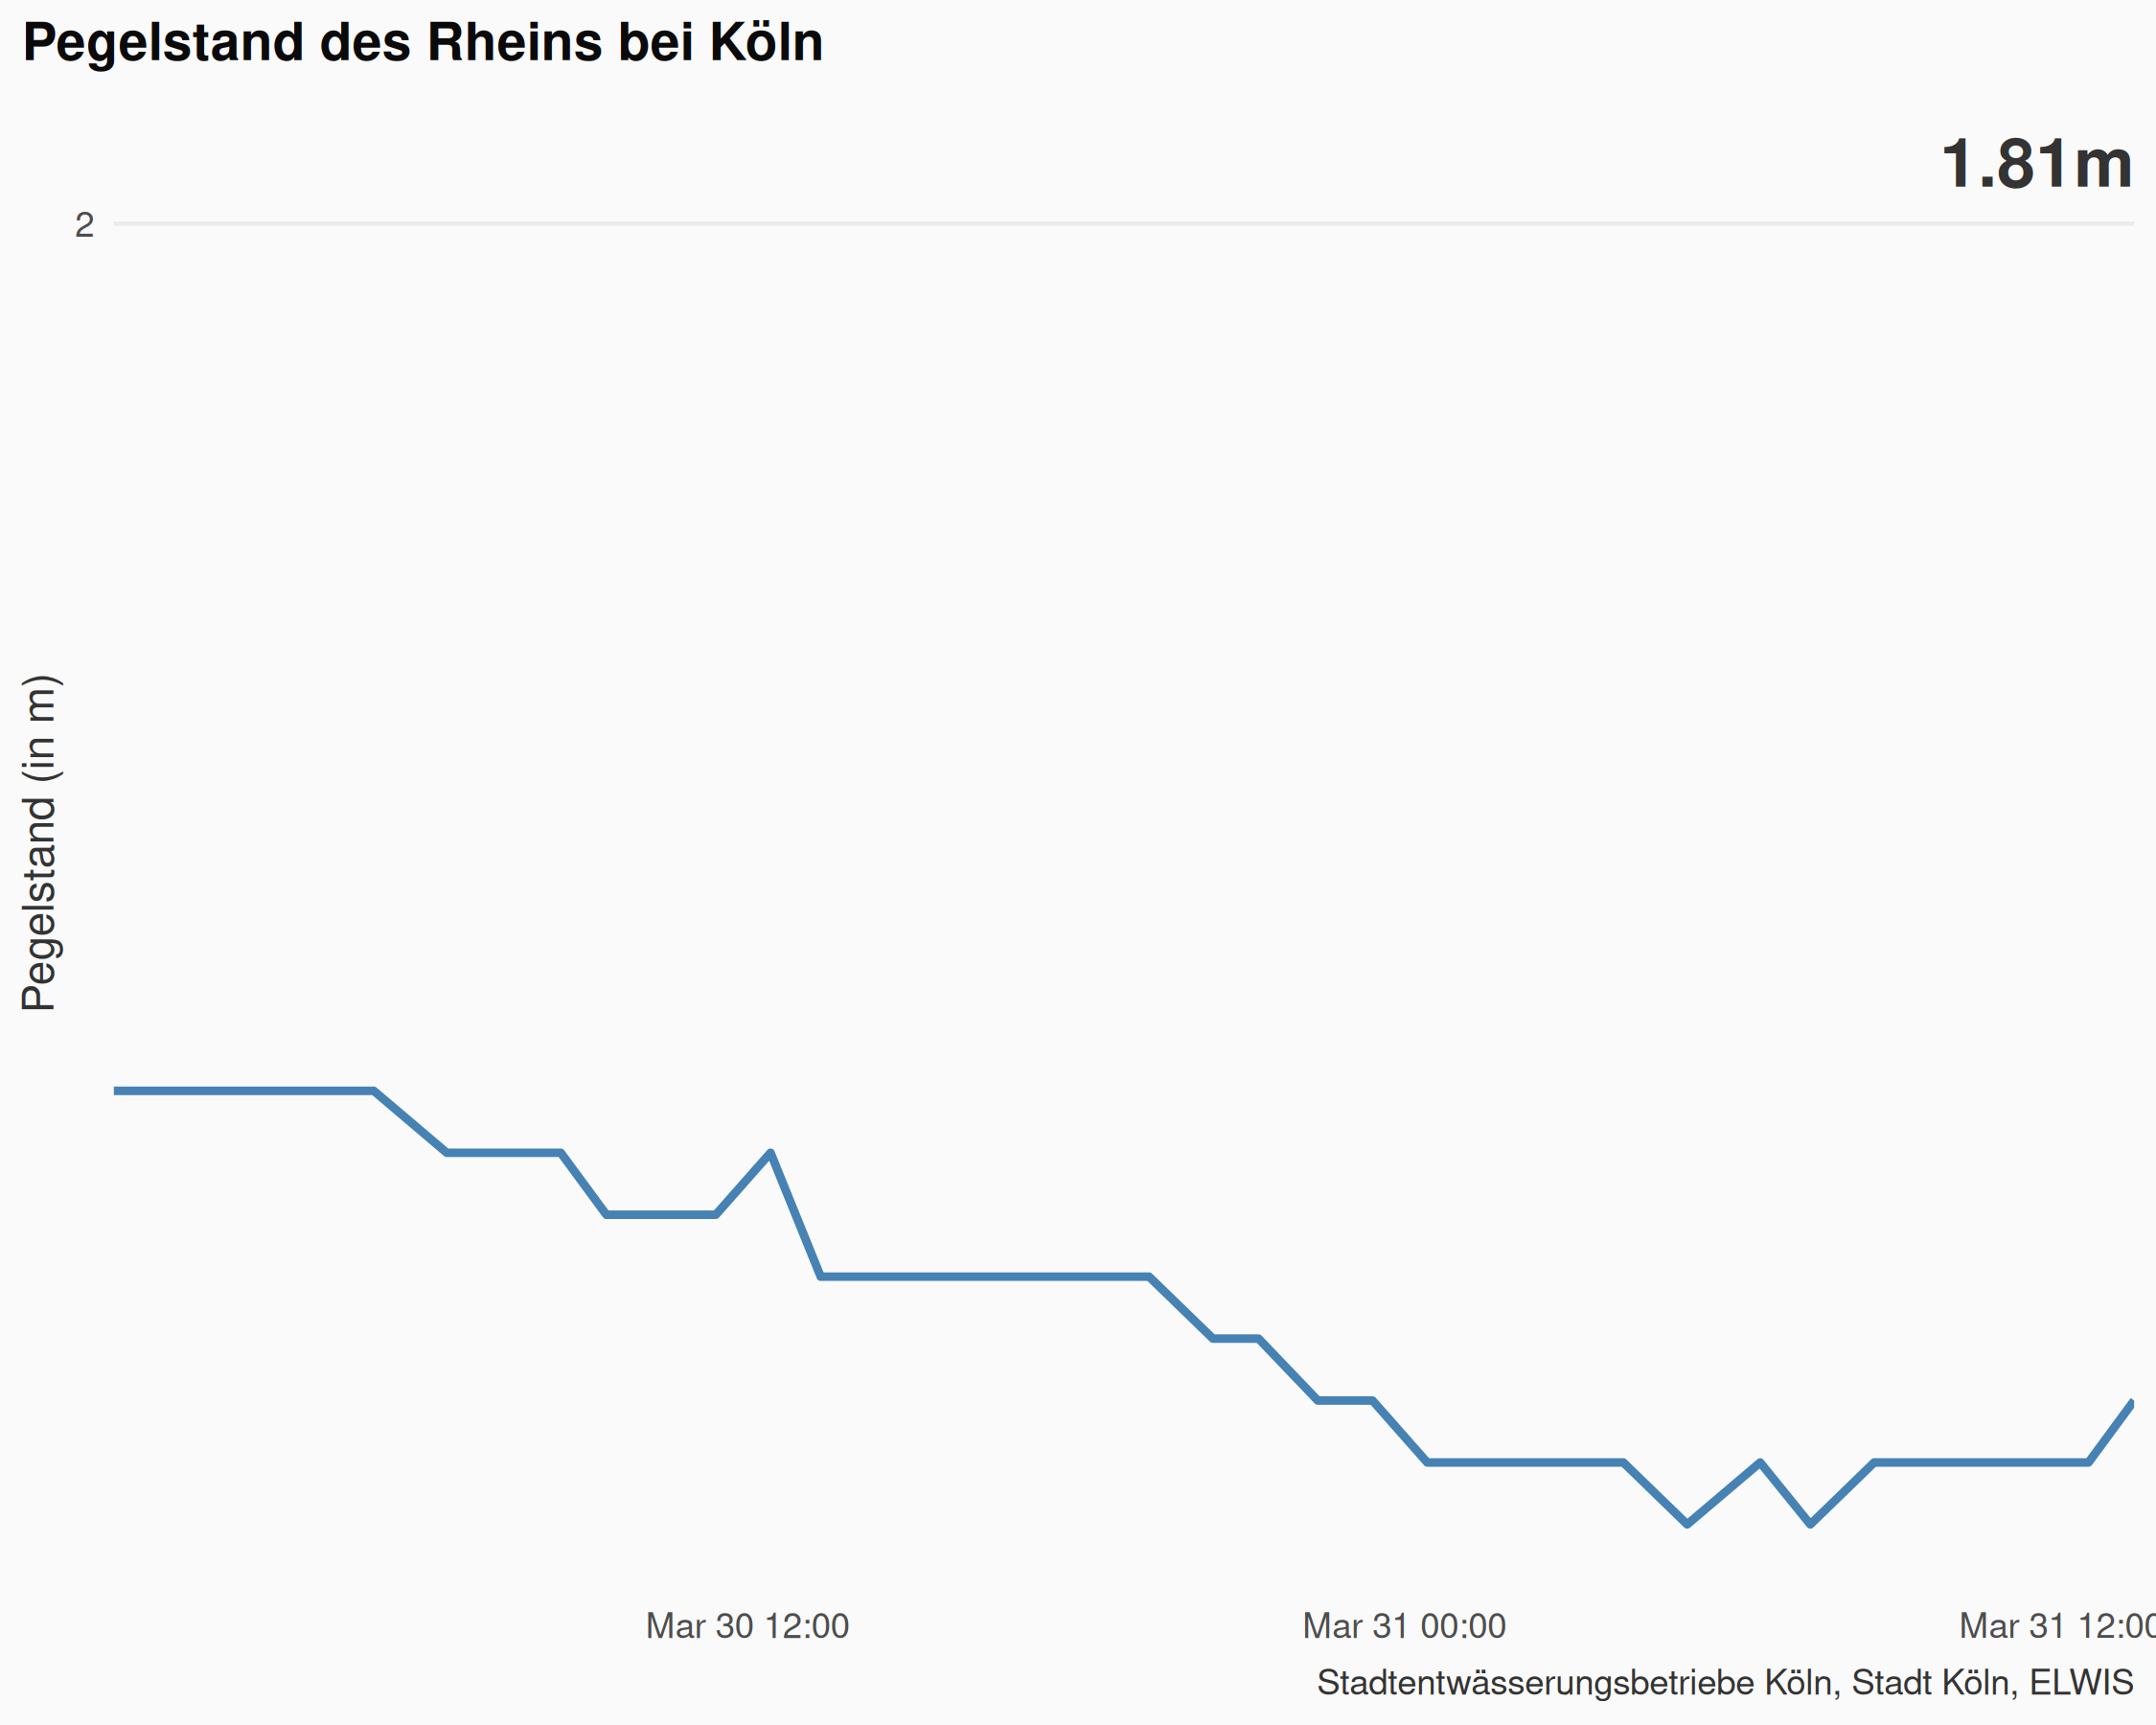 Pegelstand des Rheins bei Köln
1.81m
2
Pegelstand (in m)
Mar 30 12:00
Mar 31 00:00
Mar 31 12:00
Stadtentwässerungsbetriebe Köln, Stadt Köln, ELWIS